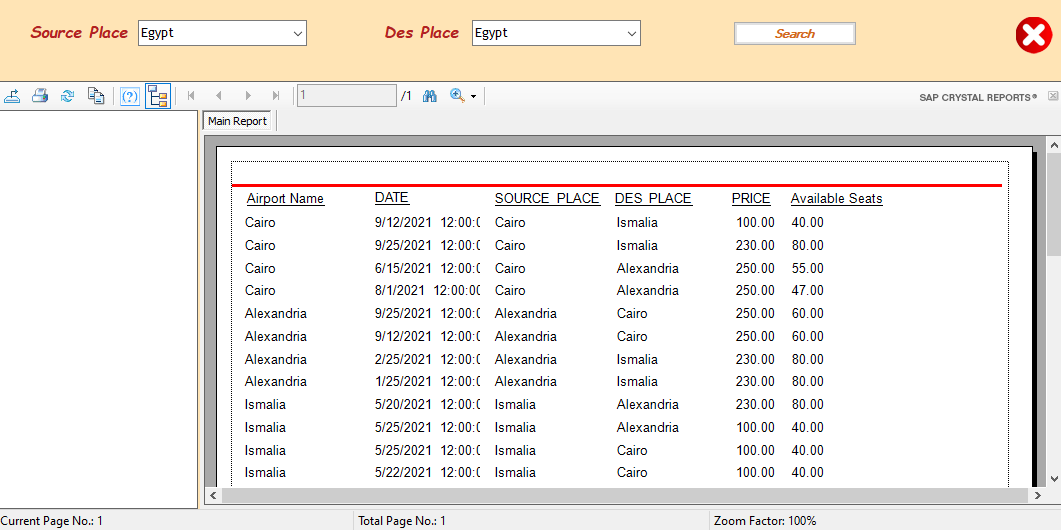 Source Place Egypt Des Place Egypt Search
1 /1 SAP CRYSTAL REPORTS®
Main Report
Airport Name DATE SOURCE_PLACE DES_PLACE PRICE Available Seats
Cairo 9/12/2021 12:00:0 Cairo Ismalia 100.00 40.00
Cairo 9/25/2021 12:00:0 Cairo Ismalia 230.00 80.00
Cairo 6/15/2021 12:00:0 Cairo Alexandria 250.00 55.00
Cairo 8/1/2021 12:00:00 Cairo Alexandria 250.00 47.00
Alexandria 9/25/2021 12:00:0 Alexandria Cairo 250.00 60.00
Alexandria 9/12/2021 12:00:0 Alexandria Cairo 250.00 60.00
Alexandria 2/25/2021 12:00:0 Alexandria Ismalia 230.00 80.00
Alexandria 1/25/2021 12:00:0 Alexandria Ismalia 230.00 80.00
Ismalia 5/20/2021 12:00:0 Ismalia Alexandria 230.00 80.00
Ismalia 5/25/2021 12:00:0 Ismalia Alexandria 100.00 40.00
Ismalia 5/25/2021 12:00:0 Ismalia Cairo 100.00 40.00
Ismalia 5/22/2021 12:00:0 Ismalia Cairo 100.00 40.00
Current Page No.: 1 Total Page No.: 1 Zoom Factor: 100%